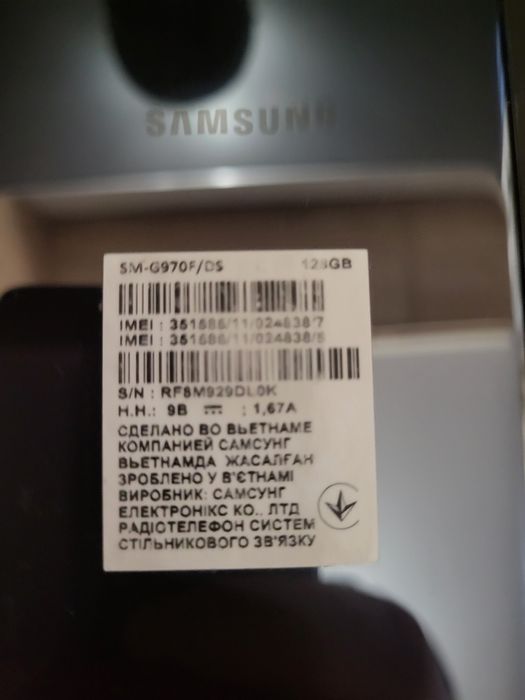 SAMSUNG
SM-G970F/DS 128GB
IMEI : 351686/11/024838/7
IMEI : 351686/11/024838/5
S/N : RF8M929DL0K
Н.Н.: 9В ⎓ : 1,67А
СДЕЛАНО ВО ВЬЕТНАМЕ
КОМПАНИЕЙ САМСУНГ
ВЬЕТНАМДА ЖАСАЛҒАН
ЗРОБЛЕНО У В'ЄТНАМІ
ВИРОБНИК: САМСУНГ
ЕЛЕКТРОНІКС КО., ЛТД
РАДІОТЕЛЕФОН СИСТЕМ
СТІЛЬНИКОВОГО ЗВ'ЯЗКУ